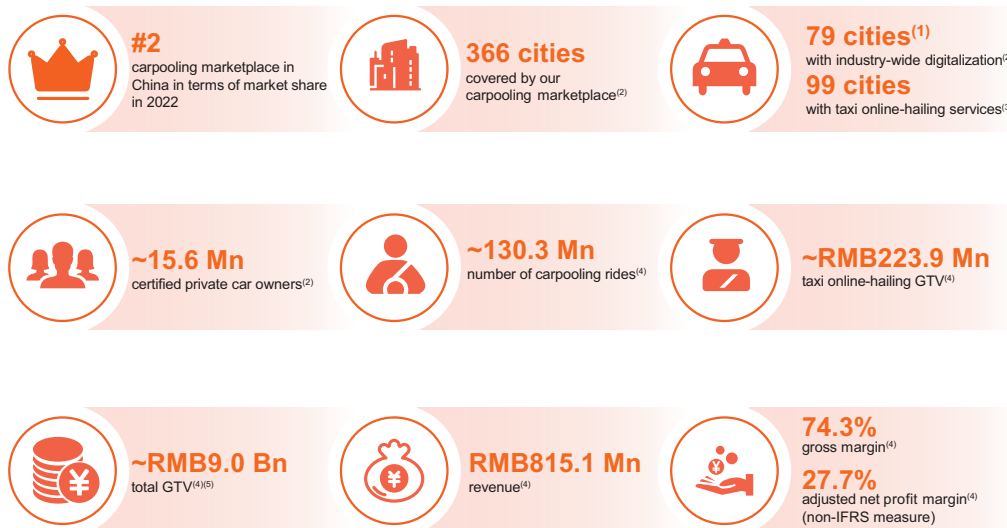 #2
carpooling marketplace in
China in terms of market share
in 2022
366 cities
covered by our
carpooling marketplace(2)
79 cities(1)
with industry-wide digitalization(2
99 cities
with taxi online-hailing services(3
~15.6 Mn
certified private car owners(2)
~130.3 Mn
number of carpooling rides(4)
~RMB223.9 Mn
taxi online-hailing GTV(4)
~RMB9.0 Bn
total GTV(4)(5)
RMB815.1 Mn
revenue(4)
74.3%
gross margin(4)
27.7%
adjusted net profit margin(4)
(non-IFRS measure)